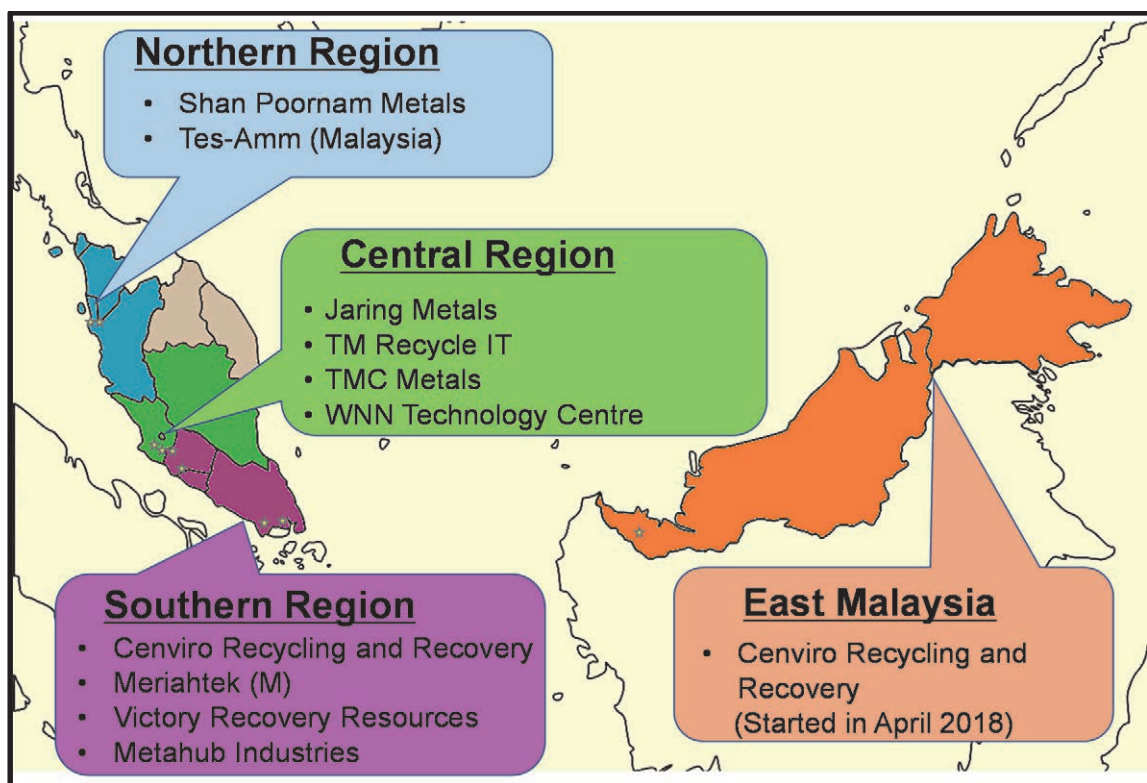 Northern Region
• Shan Poornam Metals
• Tes-Amm (Malaysia)
Central Region
• Jaring Metals
• TM Recycle IT
• TMC Metals
• WNN Technology Centre
Southern Region
• Cenviro Recycling and Recovery
• Meriahtek (M)
• Victory Recovery Resources
• Metahub Industries
East Malaysia
• Cenviro Recycling and
Recovery
(Started in April 2018)